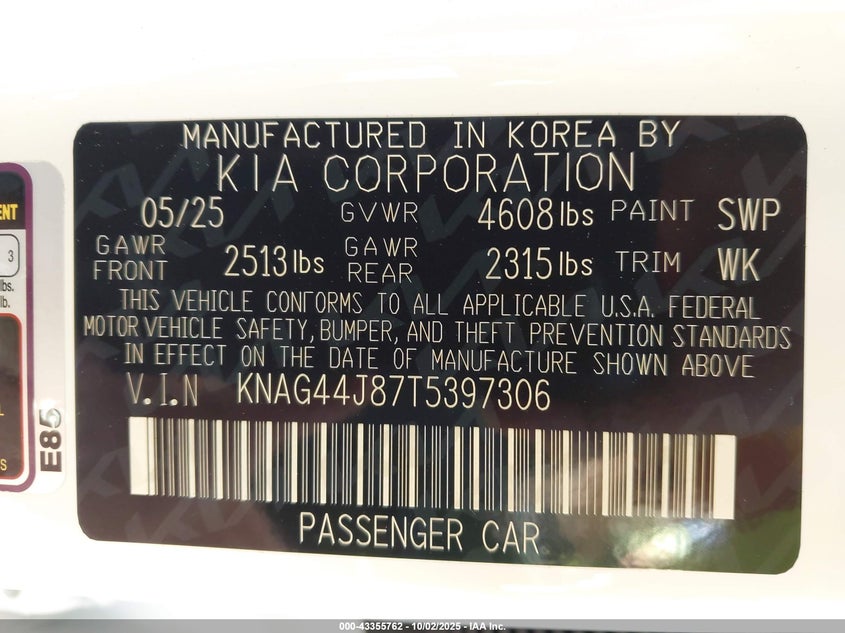 MANUFACTURED IN KOREA BY
KIA CORPORATION
05/25 GVWR 4608 lbs PAINT SWP
GAWR FRONT 2513 lbs GAWR REAR 2315 lbs TRIM WK
THIS VEHICLE CONFORMS TO ALL APPLICABLE U.S.A. FEDERAL
MOTOR VEHICLE SAFETY, BUMPER, AND THEFT PREVENTION STANDARDS
IN EFFECT ON THE DATE OF MANUFACTURE SHOWN ABOVE
V.I.N KNAG44J87T5397306
PASSENGER CAR
3
lbs.
lb.
E85
000-43355762 - 10/02/2025 - IAA Inc.